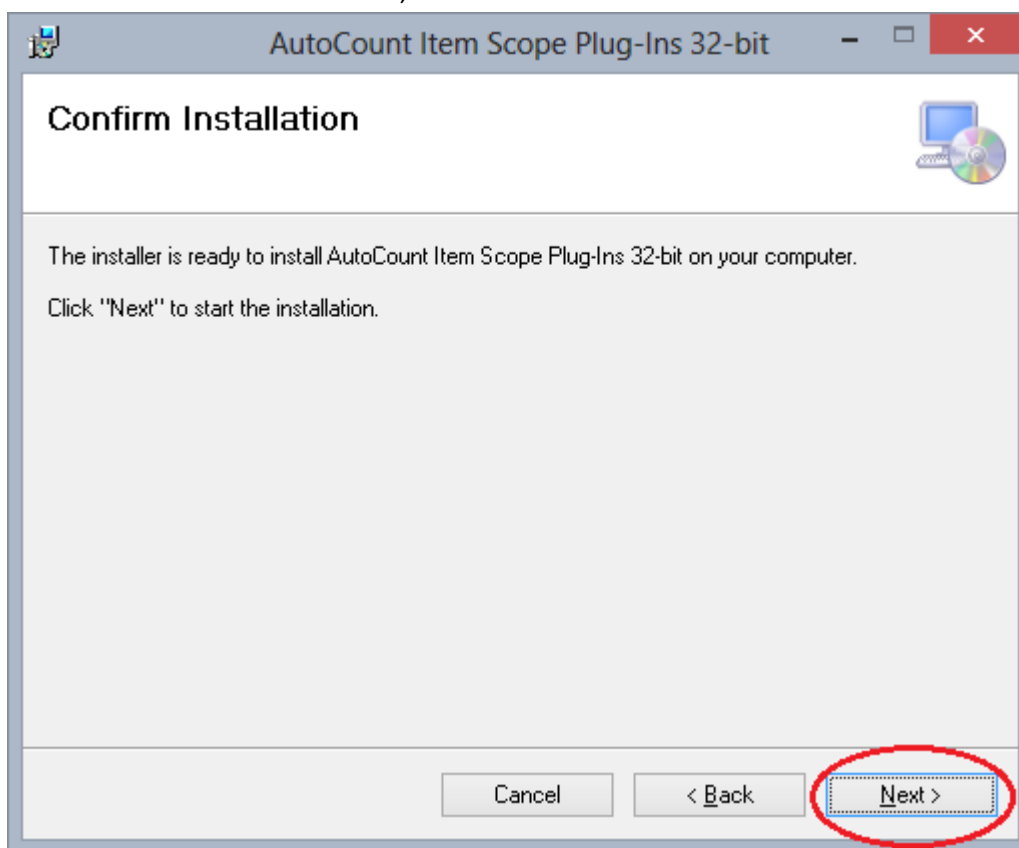 AutoCount Item Scope Plug-Ins 32-bit
Confirm Installation
The installer is ready to install AutoCount Item Scope Plug-Ins 32-bit on your computer.
Click "Next" to start the installation.
Cancel
< Back
Next >